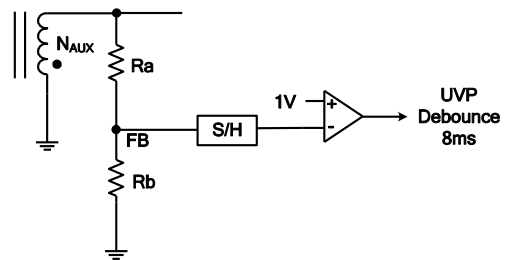 NAUX
Ra
FB
Rb
S/H
1V
+
-
UVP
Debounce
8ms